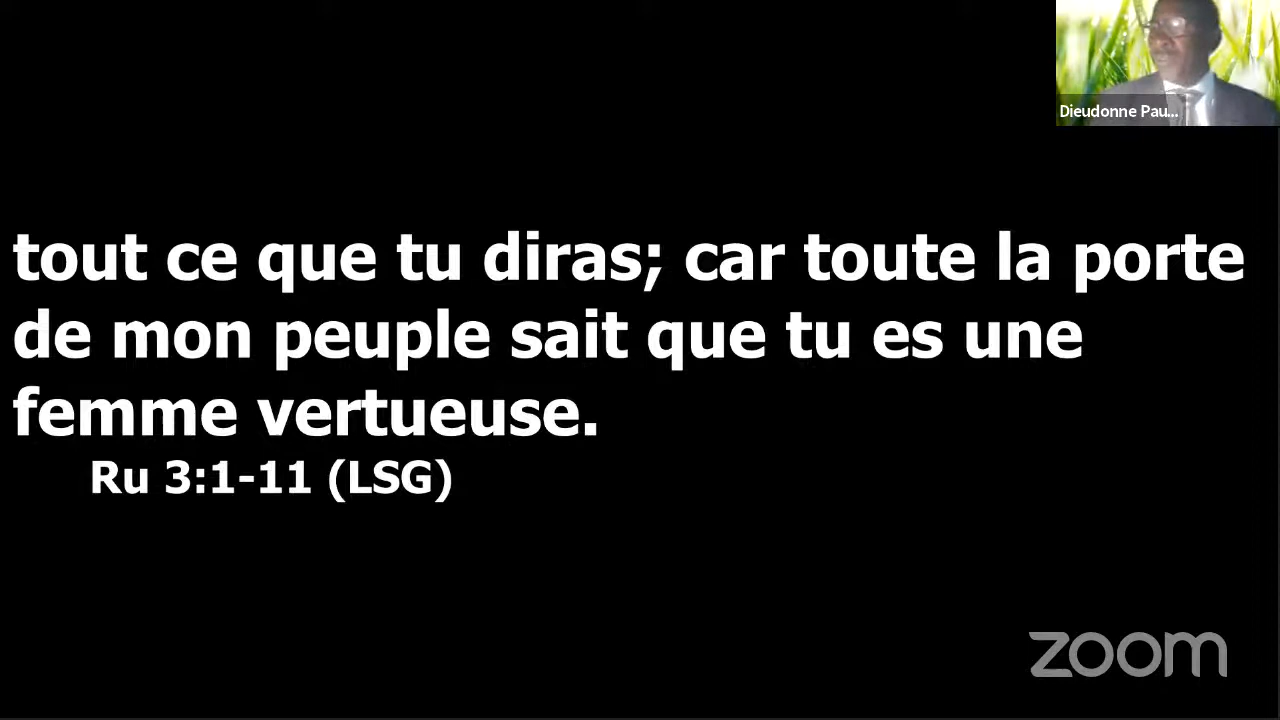 Dieudonne Pau...
tout ce que tu diras; car toute la porte
de mon peuple sait que tu es une
femme vertueuse.
Ru 3:1-11 (LSG)
zoom